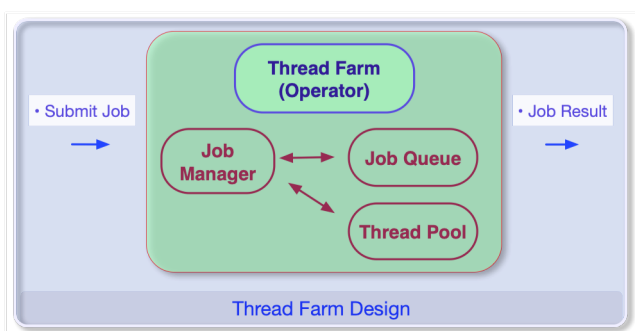 Thread Farm
(Operator)
• Submit Job
• Job Result
Job
Manager
Job Queue
Thread Pool
Thread Farm Design